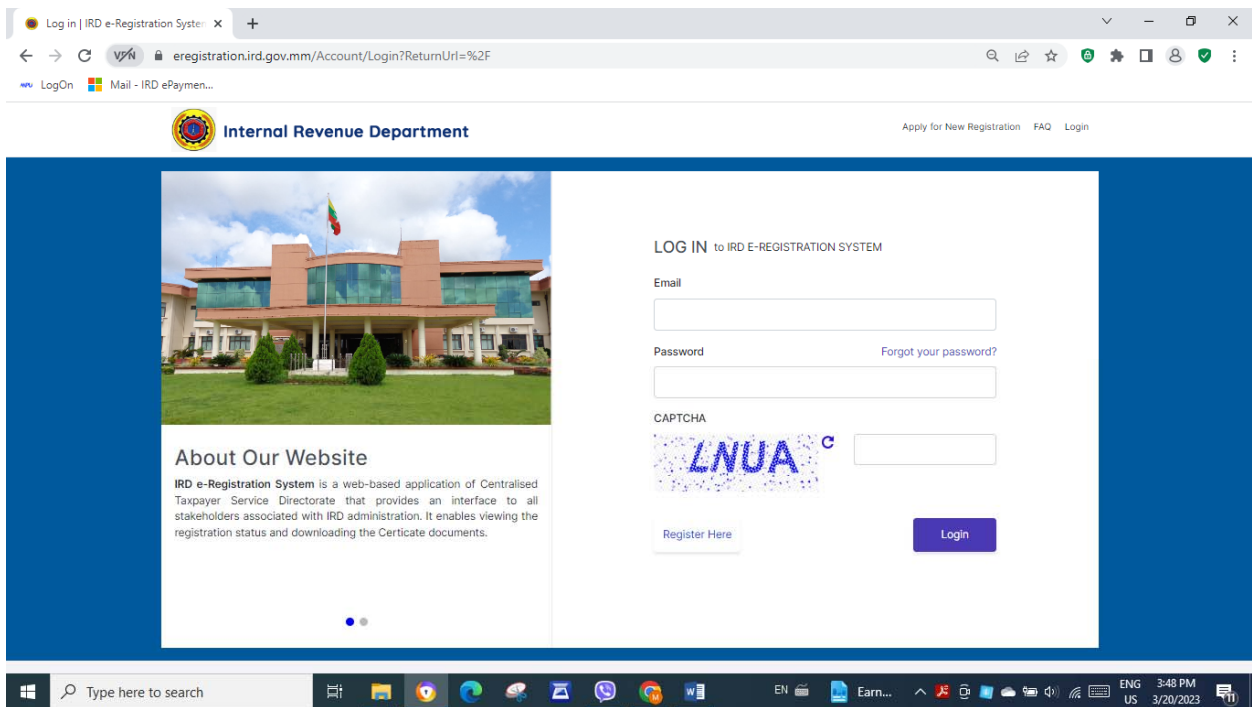 Log in | IRD e-Registration System
VPN
eregistration.ird.gov.mm/Account/Login?ReturnUrl=%2F
LogOn Mail - IRD ePaymen...
Internal Revenue Department
Apply for New Registration FAQ Login
LOG IN to IRD E-REGISTRATION SYSTEM
Email
Password Forgot your password?
CAPTCHA
LNUA
Register Here Login
About Our Website
IRD e-Registration System is a web-based application of Centralised
Taxpayer Service Directorate that provides an interface to all
stakeholders associated with IRD administration. It enables viewing the
registration status and downloading the Certicate documents.
Type here to search
EN
Earn...
ENG
US
3:48 PM
3/20/2023